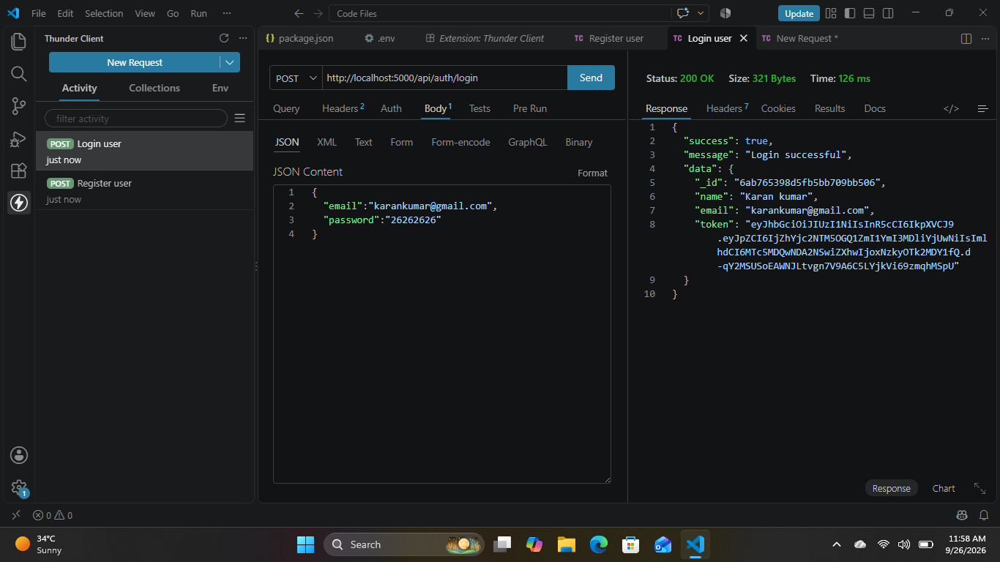 File Edit Selection View Go Run ··· Code Files Update
Thunder Client
New Request
Activity Collections Env
filter activity
POST Login user
just now
POST Register user
just now
{} package.json .env Extension: Thunder Client TC Register user TC Login user TC New Request *
POST http://localhost:5000/api/auth/login Send
Query Headers 2 Auth Body 1 Tests Pre Run
JSON XML Text Form Form-encode GraphQL Binary
JSON Content Format
1 {
2 "email":"karankumar@gmail.com",
3 "password":"26262626"
4 }
Status: 200 OK Size: 321 Bytes Time: 126 ms
Response Headers 7 Cookies Results Docs </>
1 {
2 "success": true,
3 "message": "Login successful",
4 "data": {
5 "_id": "6ab765398d5fb5bb709bb506",
6 "name": "Karan kumar",
7 "email": "karankumar@gmail.com",
8 "token": "eyJhbGciOiJIUzI1NiIsInR5cCI6IkpXVCJ9
.eyJpZCI6IjZhYjc2NTM5OGQ1ZmI1YmI3MDliYjUwNiIsIml
hdCI6MTc5MDQwNDA2NSwiZXhwIjoxNzkyOTk2MDY1fQ.d
-qY2MSUSoEAWNJLtvgn7V9A6C5LYjkVi69zmqhMSpU"
9 }
10 }
Response Chart
1
0 0
34°C
Sunny
Search
11:58 AM
9/26/2026